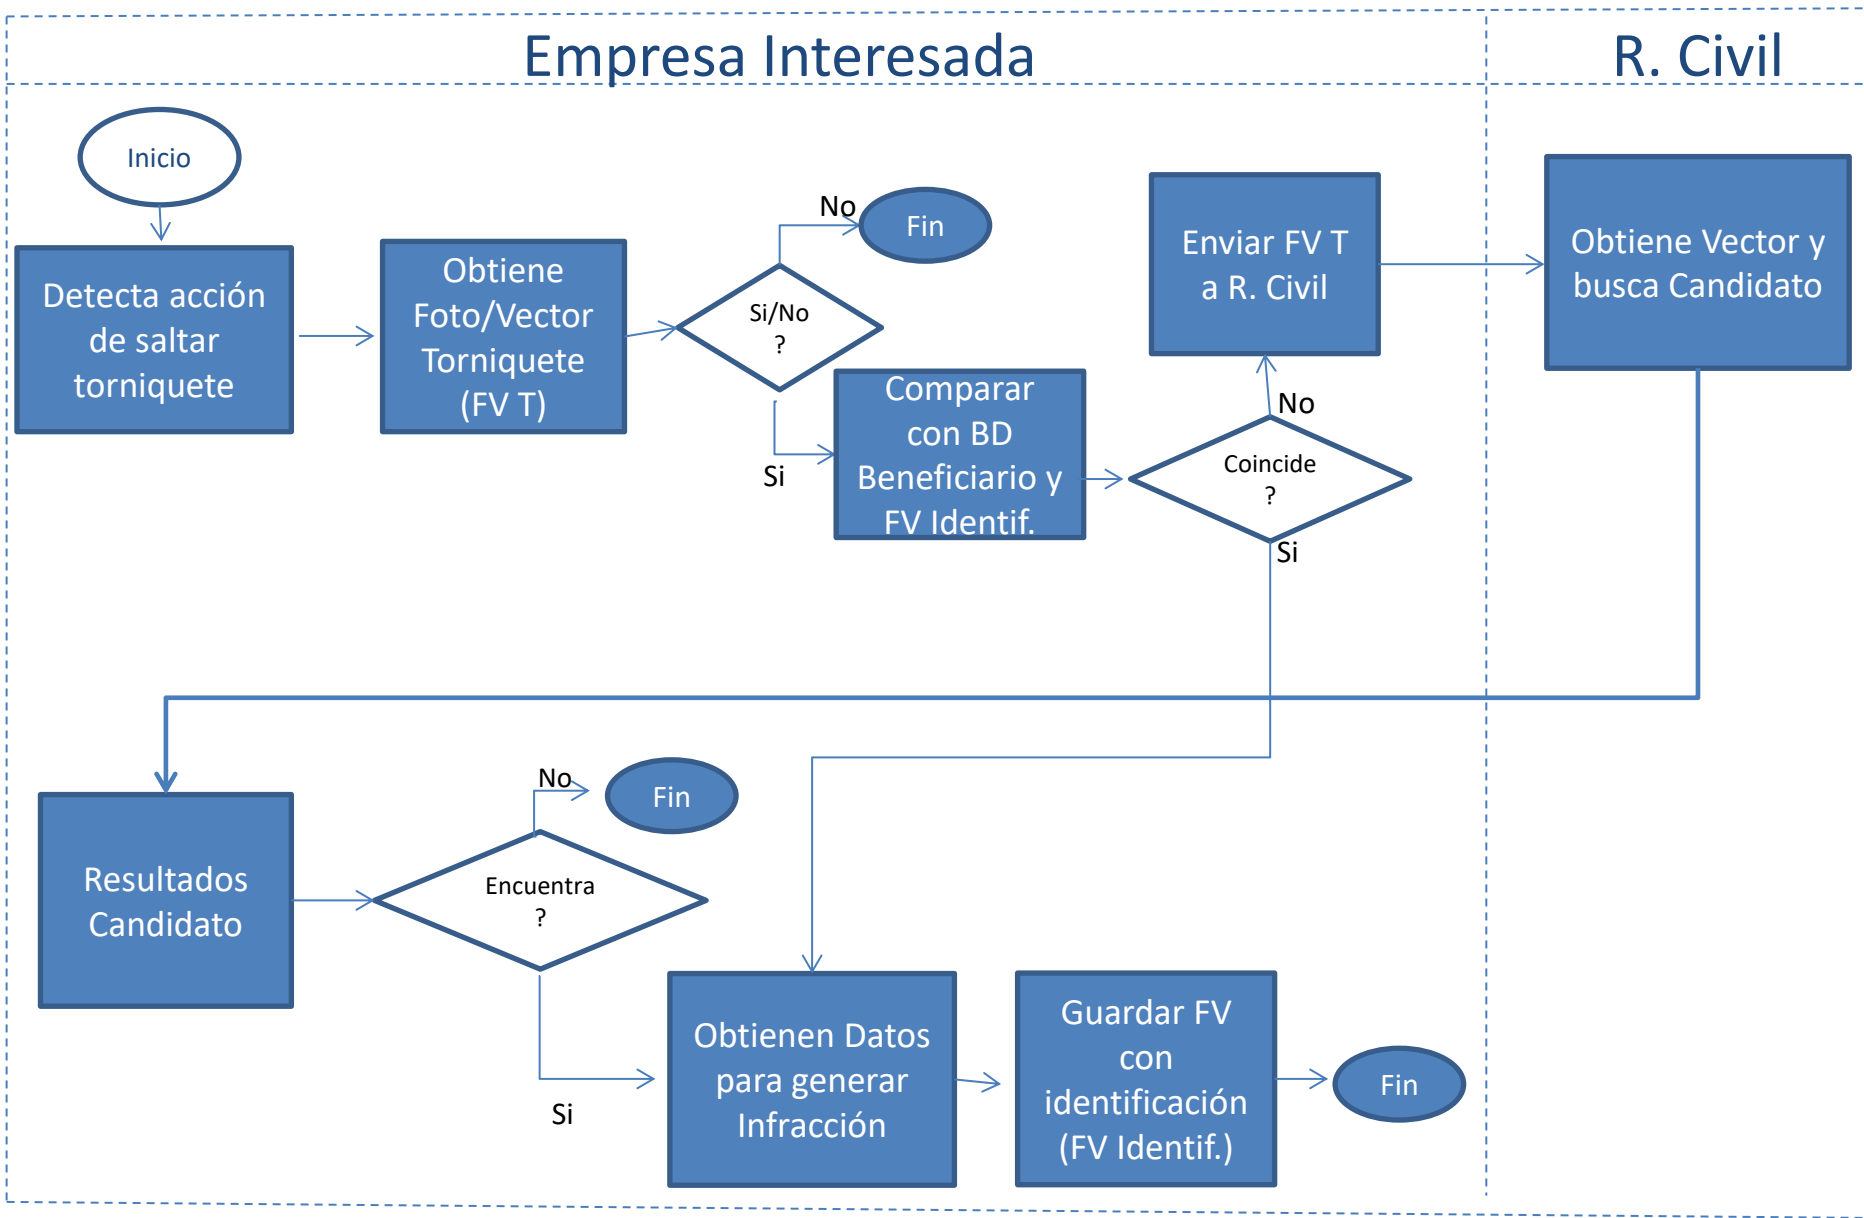 Empresa Interesada
R. Civil
Inicio
Detecta acción
de saltar
torniquete
Obtiene
Foto/Vector
Torniquete
(FV T)
Si/No
?
No
Fin
Si
Comparar
con BD
Beneficiario y
FV Identif.
Coincide
?
No
Enviar FV T
a R. Civil
Obtiene Vector y
busca Candidato
Si
Resultados
Candidato
Encuentra
?
No
Fin
Si
Obtienen Datos
para generar
Infracción
Guardar FV
con
identificación
(FV Identif.)
Fin